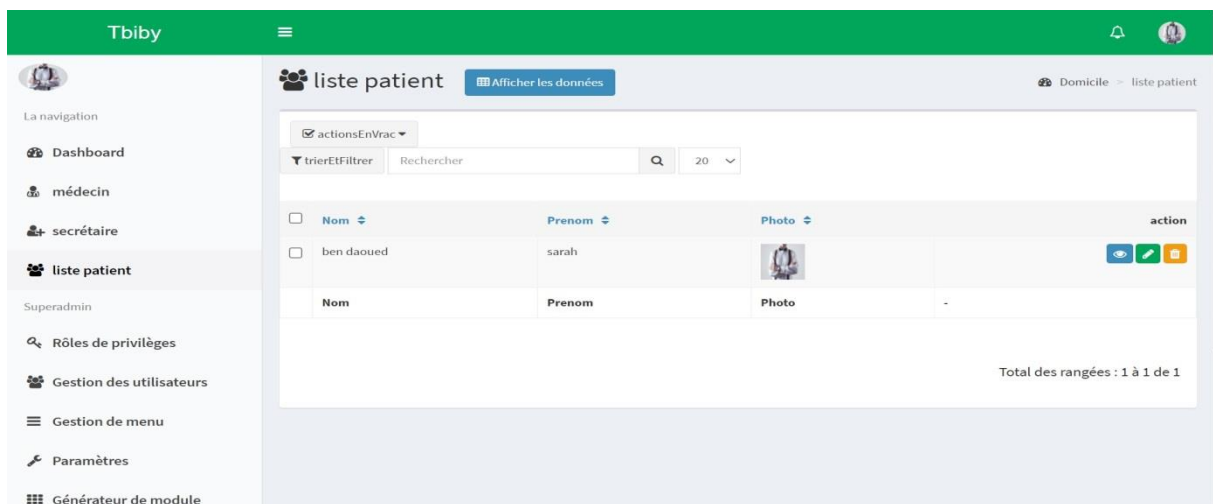 Tbiby
liste patient
Afficher les données
Domicile > liste patient
La navigation
Dashboard
médecin
secrétaire
liste patient
Superadmin
Rôles de privilèges
Gestion des utilisateurs
Gestion de menu
Paramètres
Générateur de module
actionsEnVrac
trierEtFiltrer Rechercher 20
Nom Prenom Photo action
ben daoued sarah
Nom Prenom Photo -
Total des rangées : 1 à 1 de 1